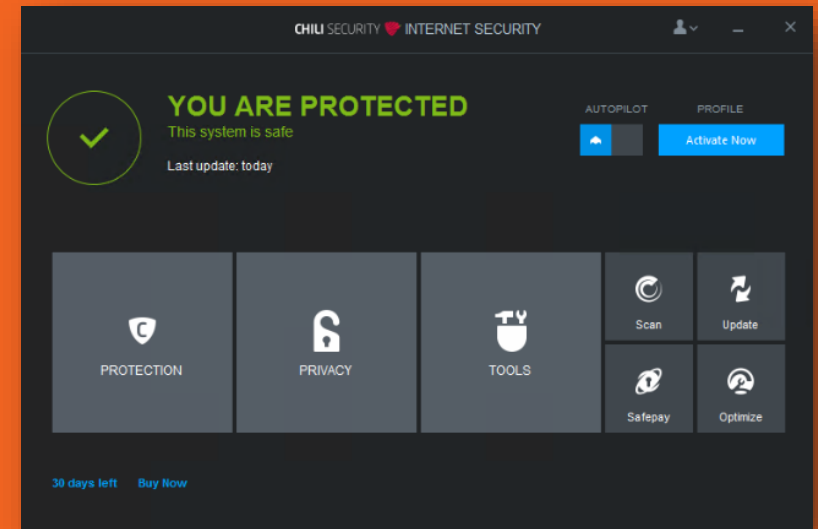 CHILI SECURITY INTERNET SECURITY
YOU ARE PROTECTED
This system is safe
Last update: today
AUTOPILOT
PROFILE
Activate Now
PROTECTION
PRIVACY
TOOLS
Scan
Update
Safepay
Optimize
30 days left
Buy Now